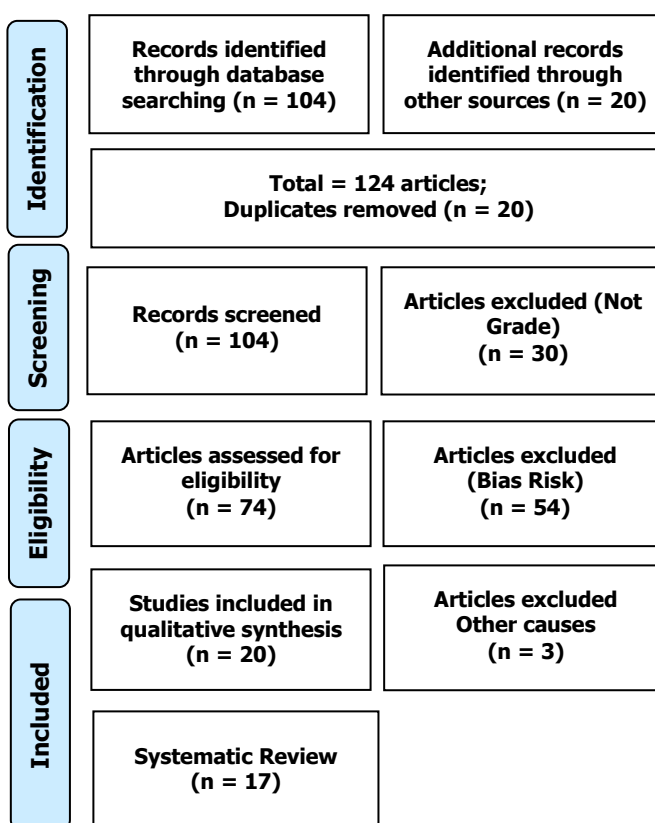 Identification
Records identified
through database
searching (n = 104)
Additional records
identified through
other sources (n = 20)
Total = 124 articles;
Duplicates removed (n = 20)
Screening
Records screened
(n = 104)
Articles excluded (Not
Grade)
(n = 30)
Eligibility
Articles assessed for
eligibility
(n = 74)
Articles excluded
(Bias Risk)
(n = 54)
Included
Studies included in
qualitative synthesis
(n = 20)
Articles excluded
Other causes
(n = 3)
Systematic Review
(n = 17)